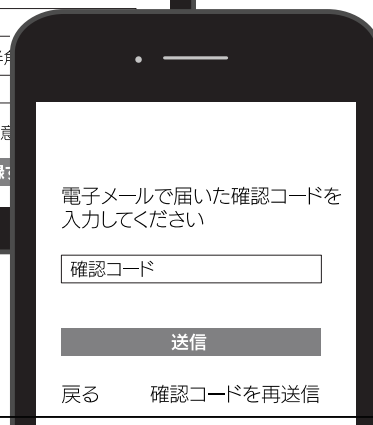 電子メールで届いた確認コードを
入力してください
確認コード
送信
戻る 確認コードを再送信